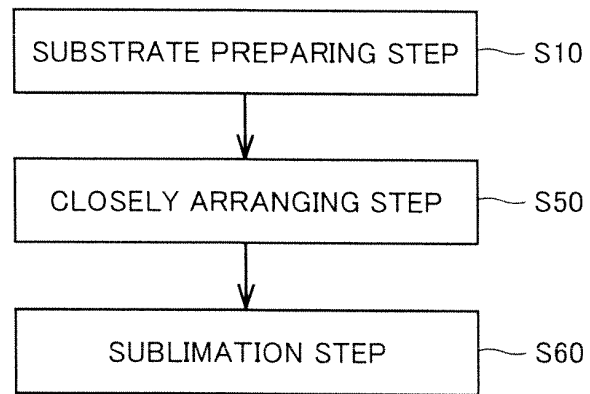 SUBSTRATE PREPARING STEP S10
CLOSELY ARRANGING STEP S50
SUBLIMATION STEP S60